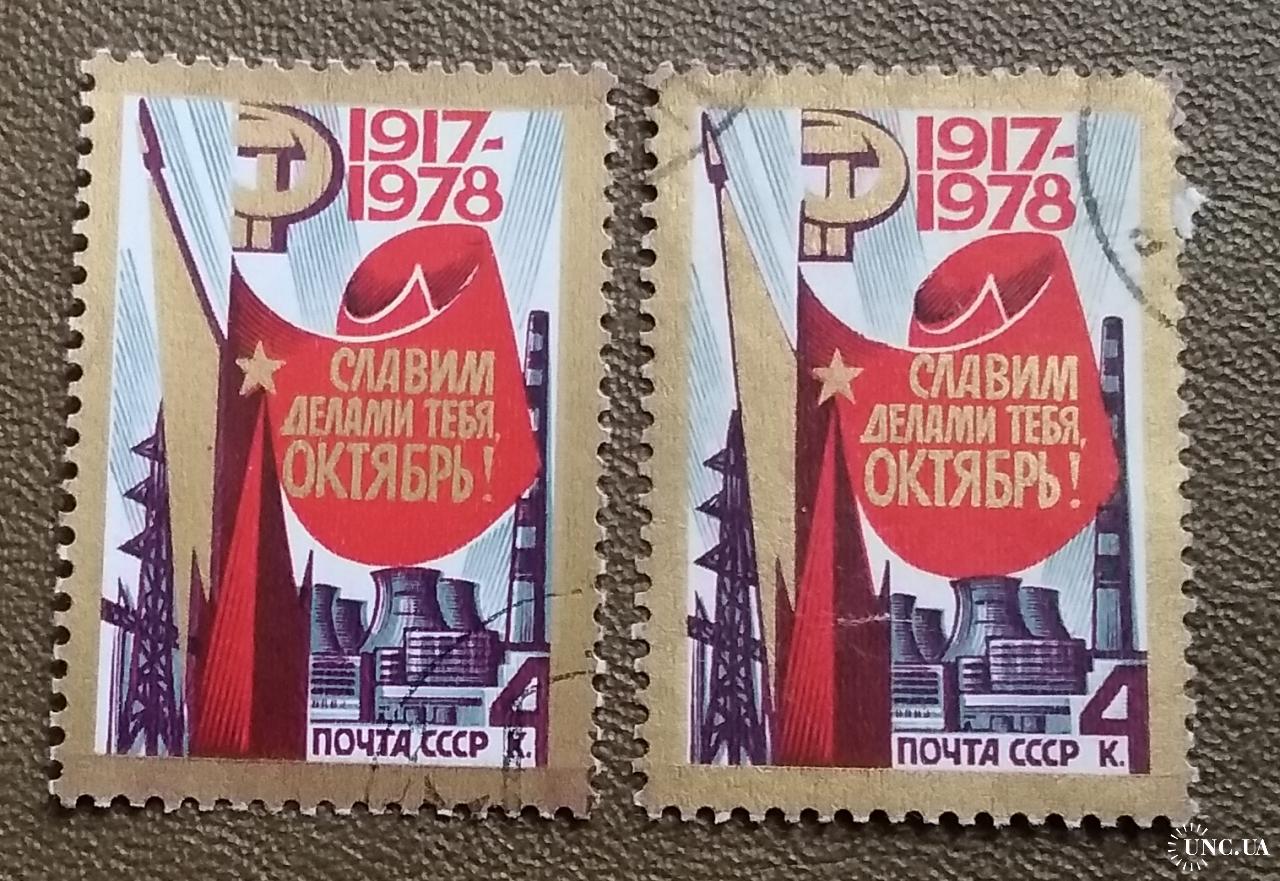 1917-
1978
СЛАВИМ
ДЕЛАМИ ТЕБЯ,
ОКТЯБРЬ!
4
ПОЧТА СССР К.
1917-
1978
СЛАВИМ
ДЕЛАМИ ТЕБЯ,
ОКТЯБРЬ!
4
ПОЧТА СССР К.
UNC.UA